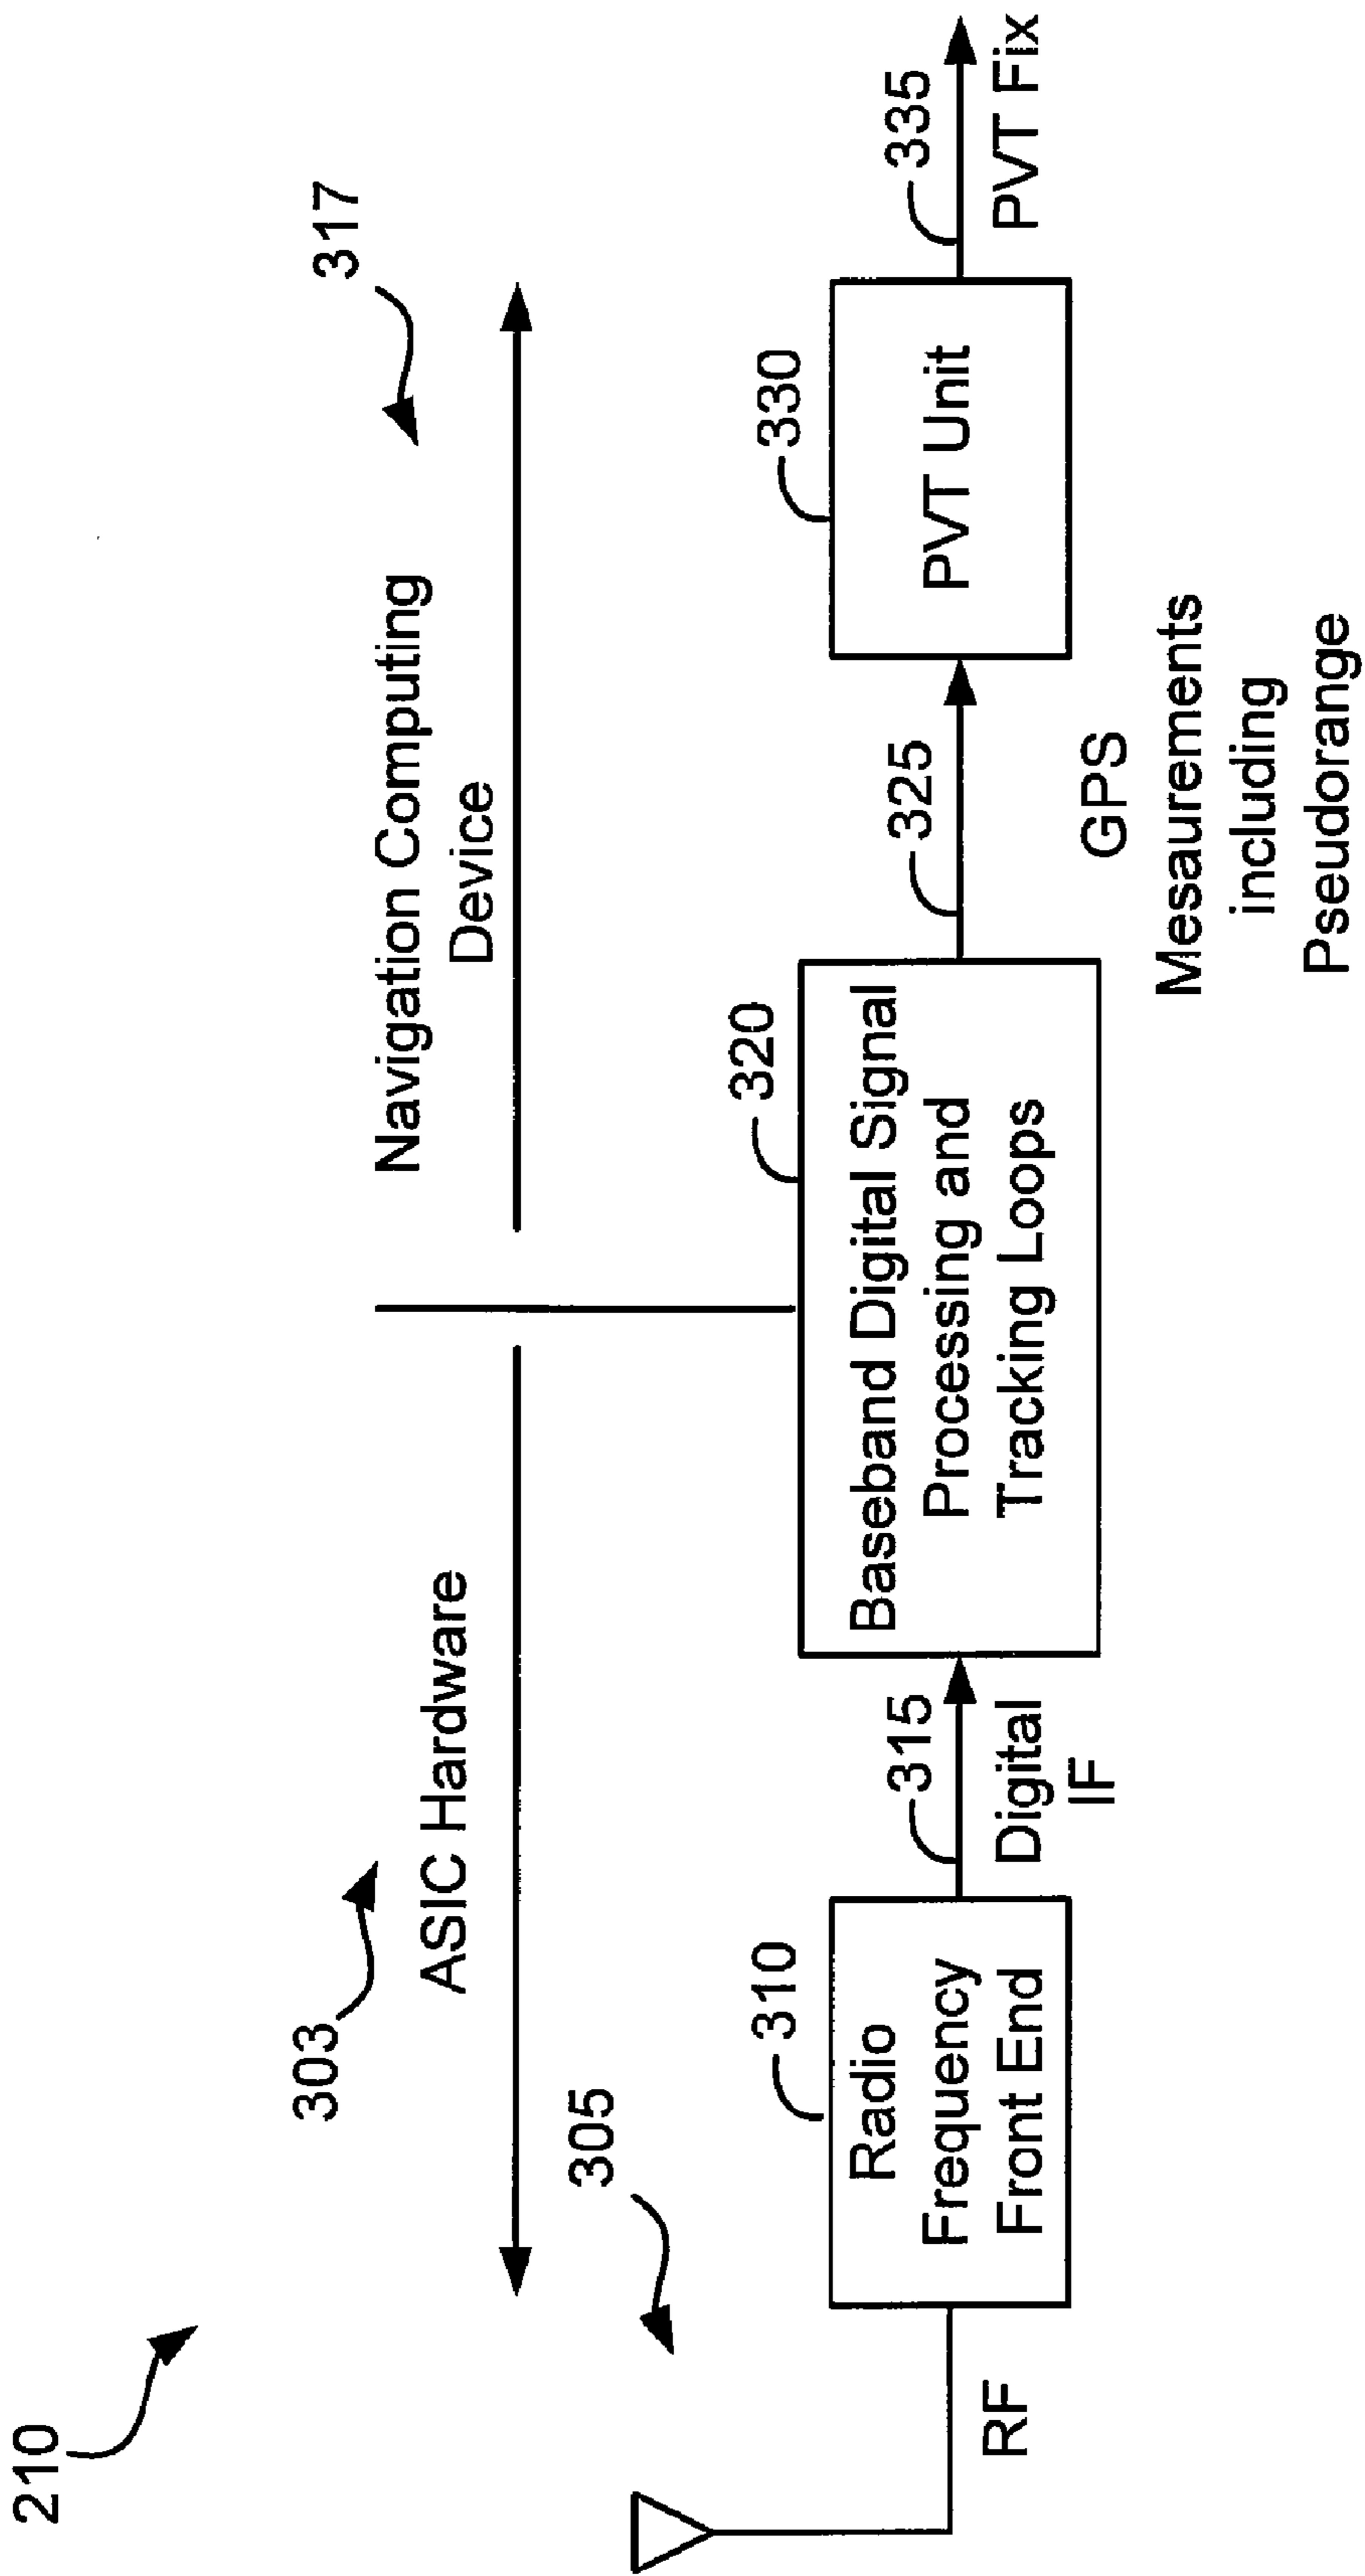 210
303
ASIC Hardware
Navigation Computing
Device
317
305
RF
310
Radio
Frequency
Front End
315
Digital
IF
320
Baseband Digital Signal
Processing and
Tracking Loops
325
GPS
Mesaurements
including
Pseudorange
330
PVT Unit
335
PVT Fix